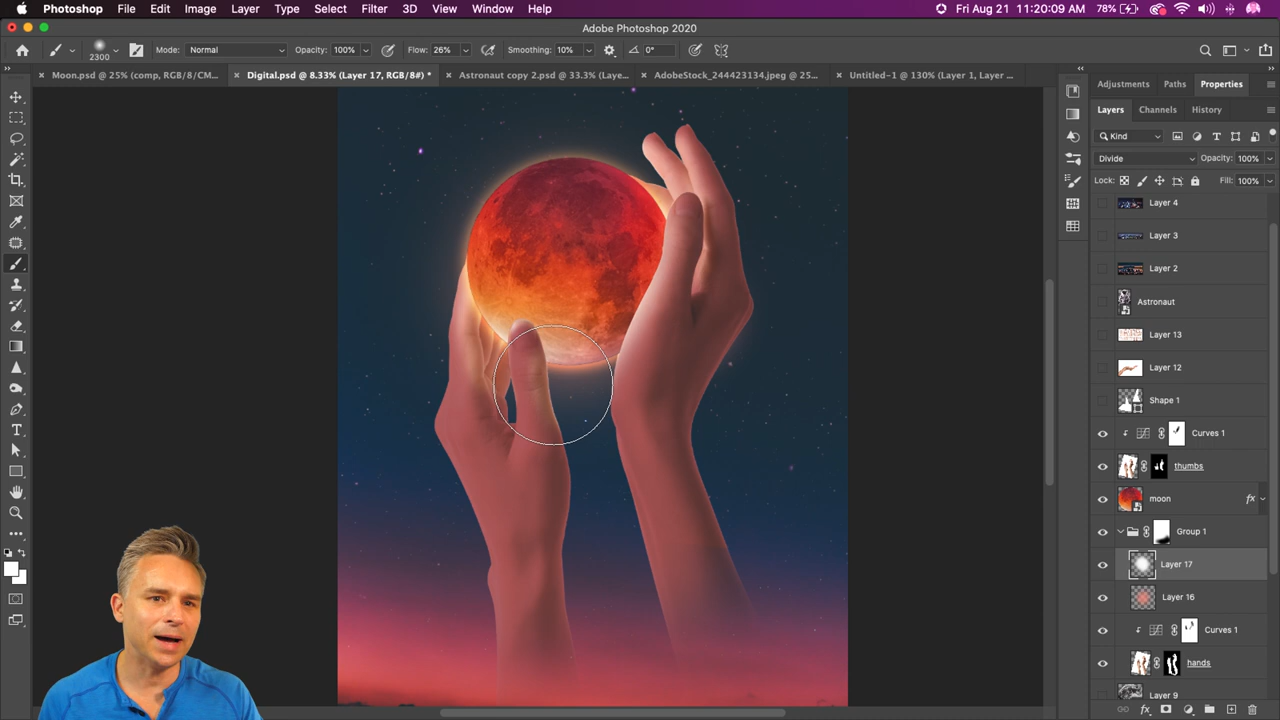 Photoshop File Edit Image Layer Type Select Filter 3D View Window Help Fri Aug 21 11:20:09 AM 78%
Adobe Photoshop 2020
2300 Mode: Normal Opacity: 100% Flow: 26% Smoothing: 10% 0°
Moon.psd @ 25% (comp, RGB/8/CM... Digital.psd @ 8.33% (Layer 17, RGB/8#) * Astronaut copy 2.psd @ 33.3% (Laye... AdobeStock_244423134.jpeg @ 25... Untitled-1 @ 130% (Layer 1, Layer ...
Adjustments Paths Properties
Layers Channels History
Kind
Divide Opacity: 100%
Lock: Fill: 100%
Layer 4
Layer 3
Layer 2
Astronaut
Layer 13
Layer 12
Shape 1
Curves 1
thumbs
moon fx
Group 1
Layer 17
Layer 16
Curves 1
hands
Layer 9
fx